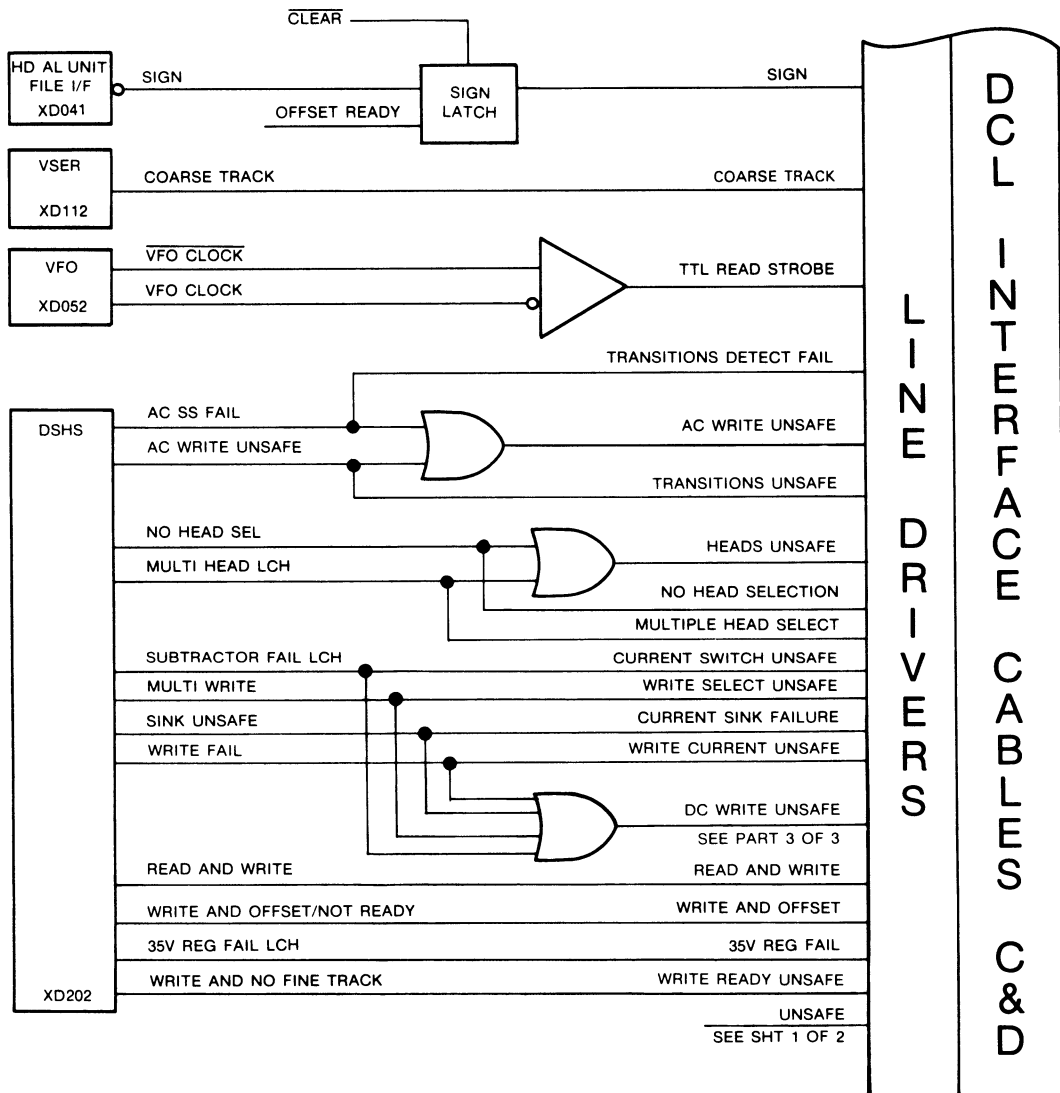 CLEAR
HD AL UNIT
FILE I/F
XD041
SIGN
OFFSET READY
SIGN
LATCH
SIGN
VSER
XD112
COARSE TRACK
COARSE TRACK
VFO
XD052
VFO CLOCK
VFO CLOCK
TTL READ STROBE
TRANSITIONS DETECT FAIL
DSHS
AC SS FAIL
AC WRITE UNSAFE
AC WRITE UNSAFE
TRANSITIONS UNSAFE
NO HEAD SEL
MULTI HEAD LCH
HEADS UNSAFE
NO HEAD SELECTION
MULTIPLE HEAD SELECT
SUBTRACTOR FAIL LCH
CURRENT SWITCH UNSAFE
MULTI WRITE
WRITE SELECT UNSAFE
SINK UNSAFE
CURRENT SINK FAILURE
WRITE FAIL
WRITE CURRENT UNSAFE
DC WRITE UNSAFE
SEE PART 3 OF 3
READ AND WRITE
READ AND WRITE
WRITE AND OFFSET/NOT READY
WRITE AND OFFSET
35V REG FAIL LCH
35V REG FAIL
WRITE AND NO FINE TRACK
WRITE READY UNSAFE
XD202
UNSAFE
SEE SHT 1 OF 2
LINE DRIVERS
DCL INTERFACE CABLES C&D